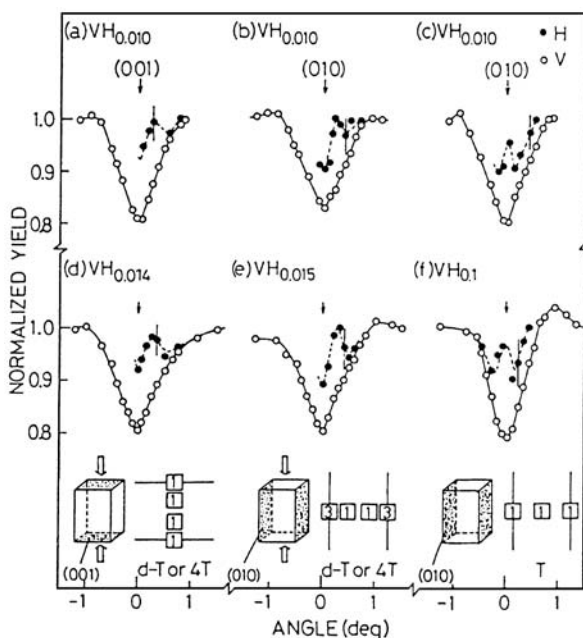 (a) VH0.010 (b) VH0.010 (c) VH0.010
● H
○ V
(001) (010) (010)
1.0
0.9
0.8
NORMALIZED YIELD
(d) VH0.014 (e) VH0.015 (f) VH0.1
1.0
0.9
0.8
1
1
1
1
3 1 1 3
1 1 1
(001) d-T or 4T (010) d-T or 4T (010) T
-1 0 1 -1 0 1 -1 0 1
ANGLE (deg)